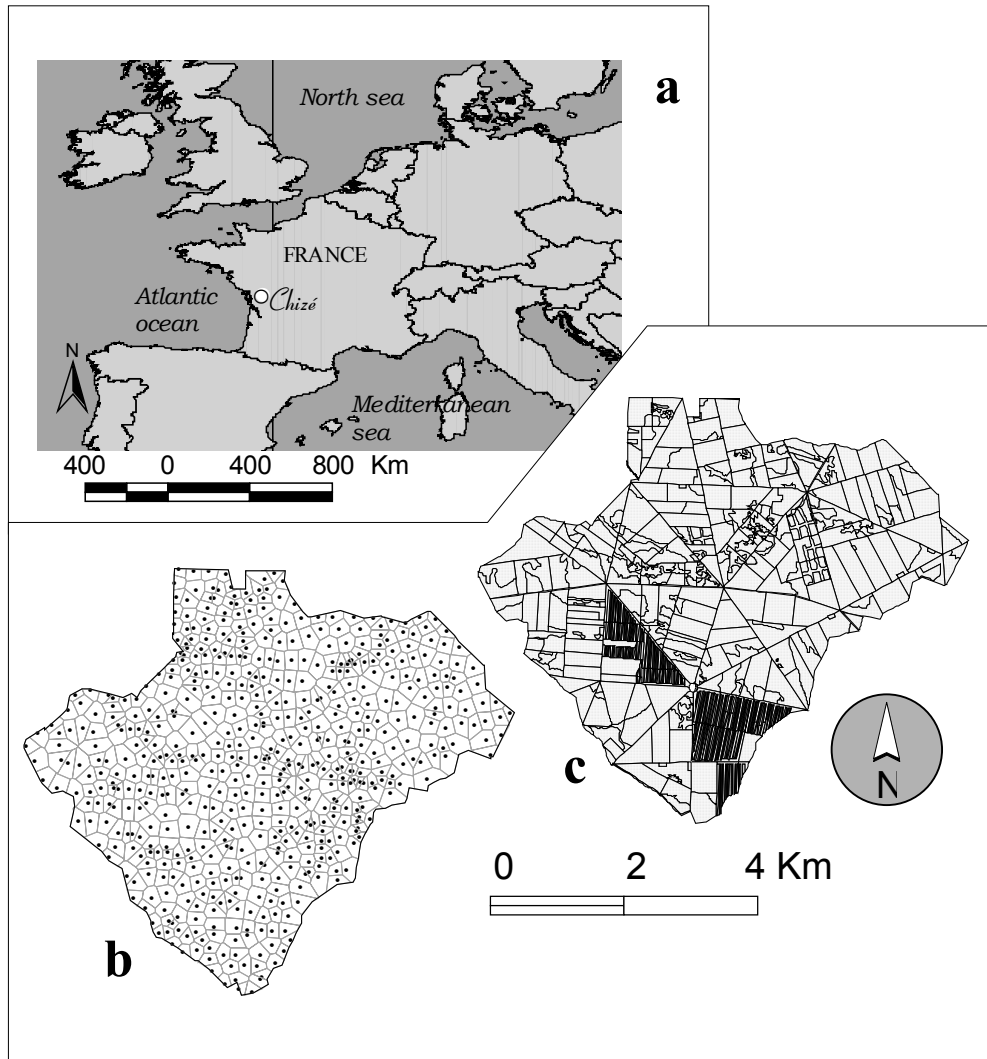 a
North sea
FRANCE
Chizé
Atlantic
ocean
N
Mediterranean
sea
400 0 400 800 Km
c
N
0 2 4 Km
b